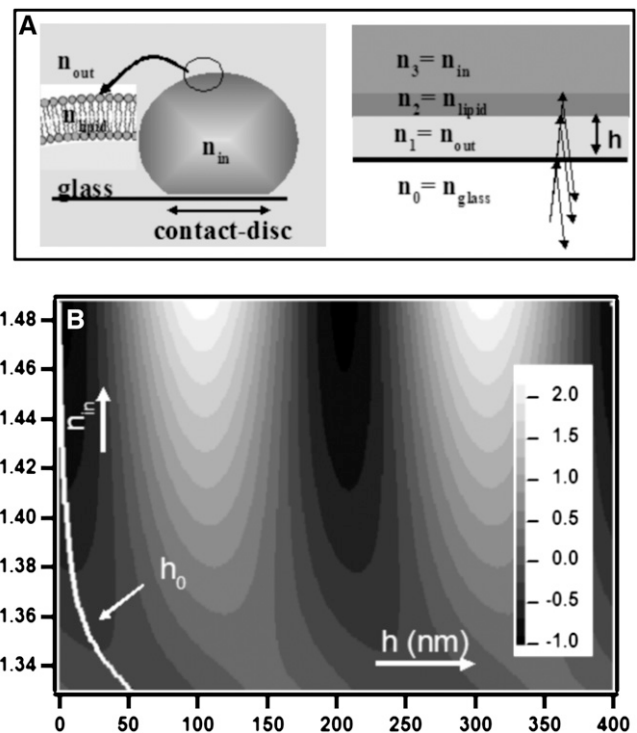 A
n_out
n_lipid
n_in
glass
contact-disc
n_3 = n_in
n_2 = n_lipid
n_1 = n_out
h
n_0 = n_glass
B
1.48
1.46
1.44
1.42
1.40
1.38
1.36
1.34
n_in
h_0
h (nm)
2.0
1.5
1.0
0.5
0.0
-0.5
-1.0
0 50 100 150 200 250 300 350 400